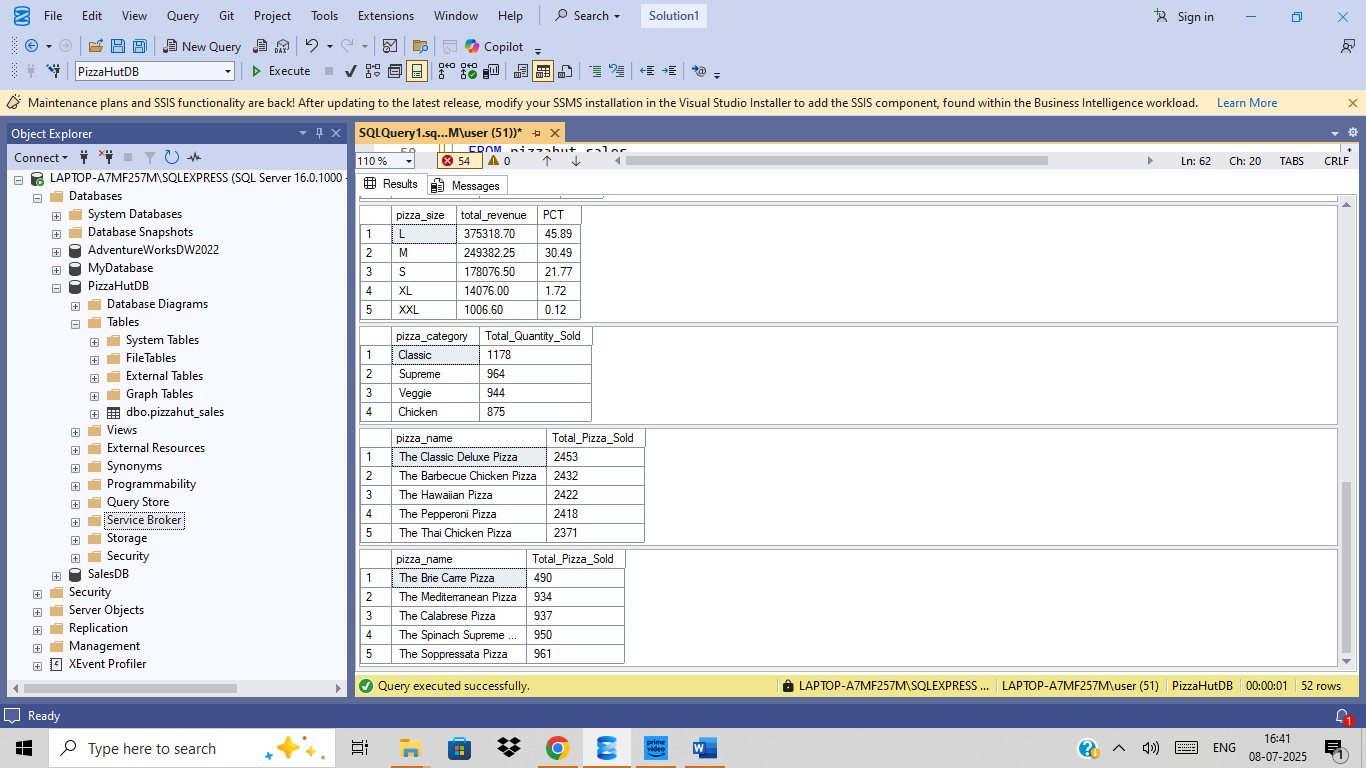 File Edit View Query Git Project Tools Extensions Window Help Search Solution1 Sign in
New Query DAX Copilot
PizzaHutDB Execute
Maintenance plans and SSIS functionality are back! After updating to the latest release, modify your SSMS installation in the Visual Studio Installer to add the SSIS component, found within the Business Intelligence workload. Learn More
Object Explorer
Connect
LAPTOP-A7MF257M\SQLEXPRESS (SQL Server 16.0.1000 -
Databases
System Databases
Database Snapshots
AdventureWorksDW2022
MyDatabase
PizzaHutDB
Database Diagrams
Tables
System Tables
FileTables
External Tables
Graph Tables
dbo.pizzahut_sales
Views
External Resources
Synonyms
Programmability
Query Store
Service Broker
Storage
Security
SalesDB
Security
Server Objects
Replication
Management
XEvent Profiler
SQLQuery1.sq...M\user (51))*
FROM pizzahut_sales
110 % 54 0 Ln: 62 Ch: 20 TABS CRLF
Results Messages
pizza_size total_revenue PCT
1 L 375318.70 45.89
2 M 249382.25 30.49
3 S 178076.50 21.77
4 XL 14076.00 1.72
5 XXL 1006.60 0.12
pizza_category Total_Quantity_Sold
1 Classic 1178
2 Supreme 964
3 Veggie 944
4 Chicken 875
pizza_name Total_Pizza_Sold
1 The Classic Deluxe Pizza 2453
2 The Barbecue Chicken Pizza 2432
3 The Hawaiian Pizza 2422
4 The Pepperoni Pizza 2418
5 The Thai Chicken Pizza 2371
pizza_name Total_Pizza_Sold
1 The Brie Carre Pizza 490
2 The Mediterranean Pizza 934
3 The Calabrese Pizza 937
4 The Spinach Supreme ... 950
5 The Soppressata Pizza 961
Query executed successfully. LAPTOP-A7MF257M\SQLEXPRESS ... LAPTOP-A7MF257M\user (51) PizzaHutDB 00:00:01 52 rows
Ready 1
Type here to search prime video W ENG 16:41
08-07-2025 1